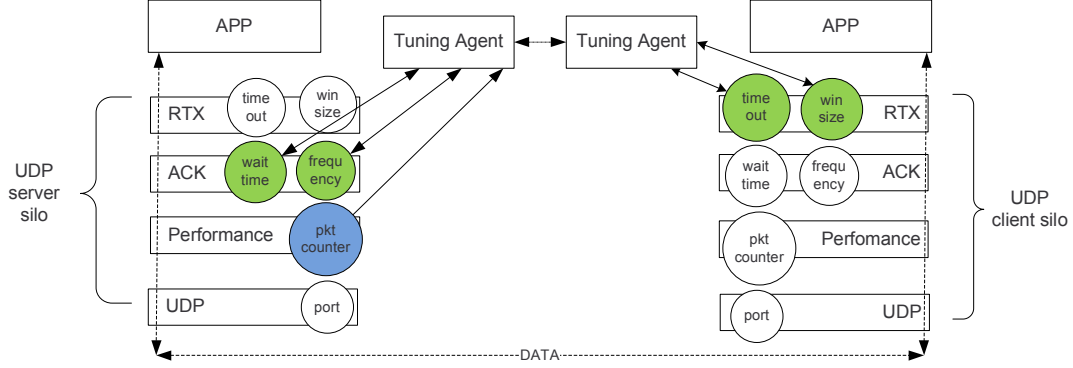 APP
Tuning Agent
Tuning Agent
APP
time
out
win
size
RTX
time
out
win
size
RTX
UDP
server
silo
ACK
wait
time
frequ
ency
wait
time
frequ
ency
ACK
UDP
client silo
Performance
pkt
counter
pkt
counter
Perfomance
UDP
port
port
UDP
DATA